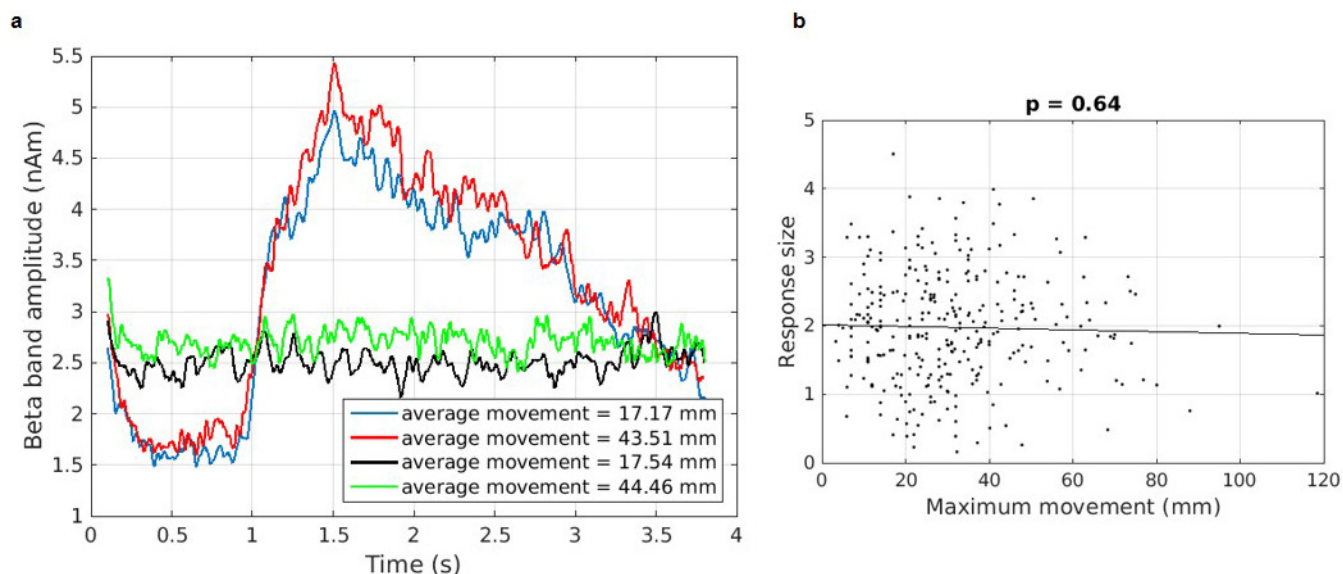 a
Beta band amplitude (nAm)
5.5
5
4.5
4
3.5
3
2.5
2
1.5
1
0
0.5
1
1.5
2
2.5
3
3.5
4
Time (s)
average movement = 17.17 mm
average movement = 43.51 mm
average movement = 17.54 mm
average movement = 44.46 mm
b
p = 0.64
Response size
5
4
3
2
1
0
0
20
40
60
80
100
120
Maximum movement (mm)